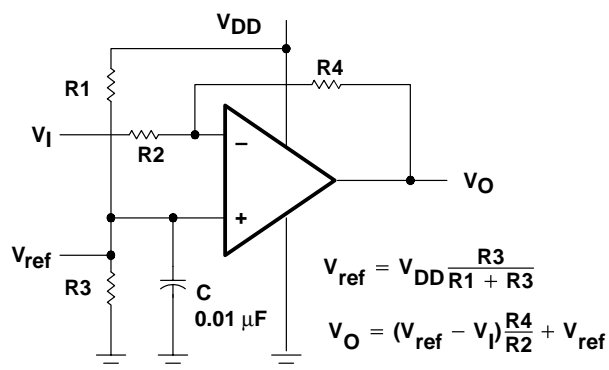 VDD
R4
R1
VI
R2
−
VO
+
Vref
R3
C
0.01 μF
Vref = VDD R3 / R1 + R3
VO = (Vref − VI) R4 / R2 + Vref